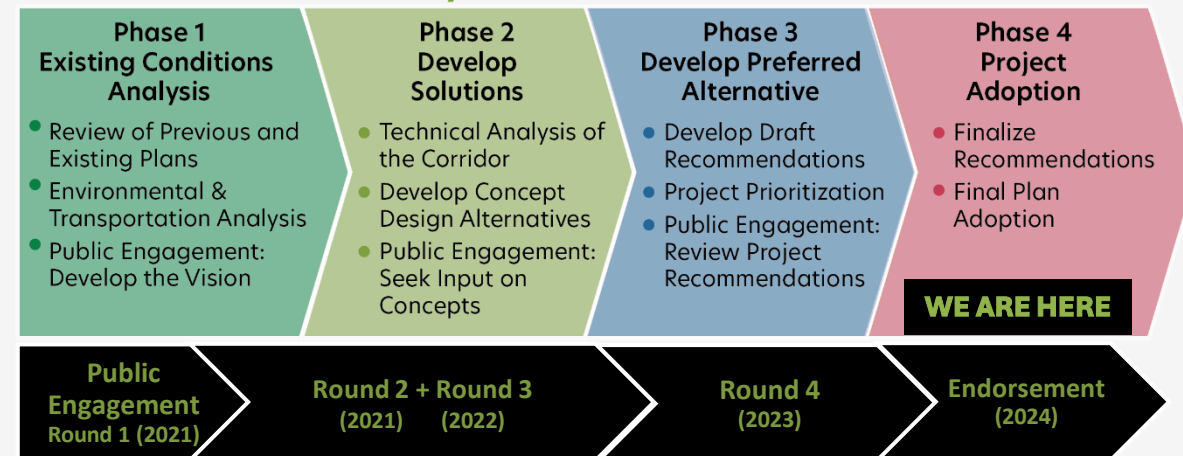 Phase 1
Existing Conditions
Analysis
• Review of Previous and
Existing Plans
• Environmental &
Transportation Analysis
• Public Engagement:
Develop the Vision
Phase 2
Develop
Solutions
• Technical Analysis of
the Corridor
• Develop Concept
Design Alternatives
• Public Engagement:
Seek Input on
Concepts
Phase 3
Develop Preferred
Alternative
• Develop Draft
Recommendations
• Project Prioritization
• Public Engagement:
Review Project
Recommendations
Phase 4
Project
Adoption
• Finalize
Recommendations
• Final Plan
Adoption
WE ARE HERE
Public
Engagement
Round 1 (2021)
Round 2 + Round 3
(2021) (2022)
Round 4
(2023)
Endorsement
(2024)